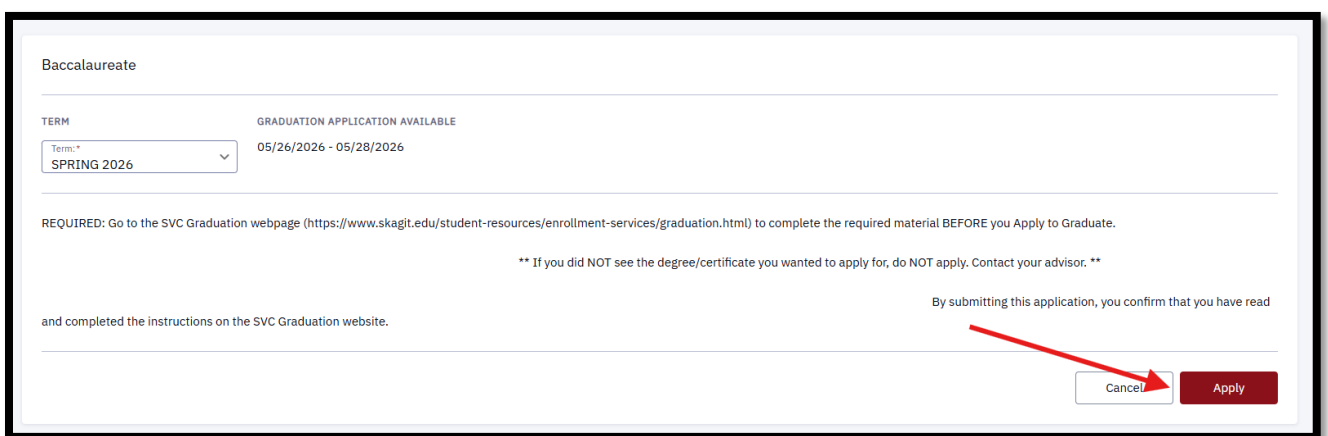 Baccalaureate
TERM
GRADUATION APPLICATION AVAILABLE
Term:*
SPRING 2026
05/26/2026 - 05/28/2026
REQUIRED: Go to the SVC Graduation webpage (https://www.skagit.edu/student-resources/enrollment-services/graduation.html) to complete the required material BEFORE you Apply to Graduate.
** If you did NOT see the degree/certificate you wanted to apply for, do NOT apply. Contact your advisor. **
By submitting this application, you confirm that you have read
and completed the instructions on the SVC Graduation website.
Cancel
Apply